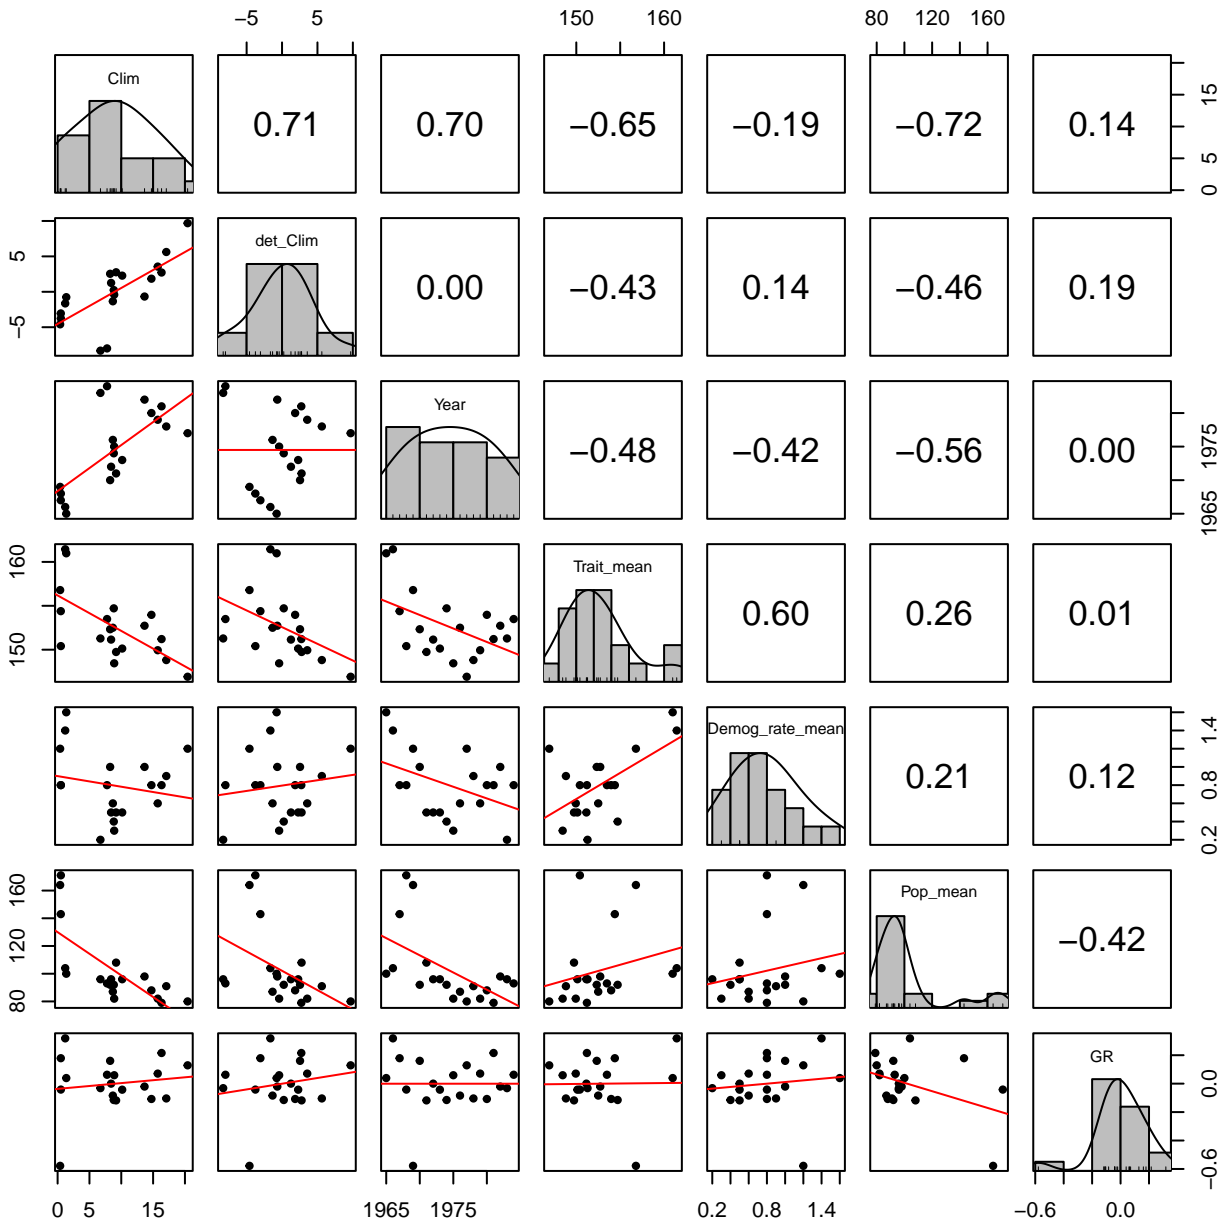 −5 5 150 160 80 120 160
Clim 0.71 0.70 −0.65 −0.19 −0.72 0.14 0 5 15
−5 5 det_Clim 0.00 −0.43 0.14 −0.46 0.19
Year −0.48 −0.42 −0.56 0.00 1965 1975
150 160 Trait_mean 0.60 0.26 0.01
Demog_rate_mean 0.21 0.12 0.2 0.8 1.4
80 120 160 Pop_mean −0.42
GR −0.6 0.0
0 5 15 1965 1975 0.2 0.8 1.4 −0.6 0.0